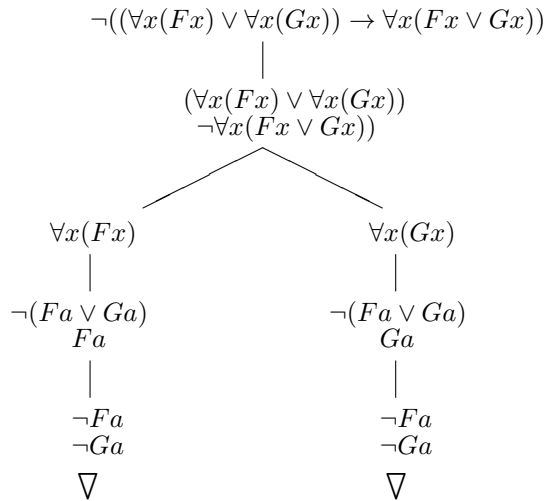 ¬((∀x(Fx) ∨ ∀x(Gx)) → ∀x(Fx ∨ Gx))
(∀x(Fx) ∨ ∀x(Gx))
¬∀x(Fx ∨ Gx))
∀x(Fx) ∀x(Gx)
¬(Fa ∨ Ga) ¬(Fa ∨ Ga)
Fa Ga
¬Fa ¬Fa
¬Ga ¬Ga
∇ ∇